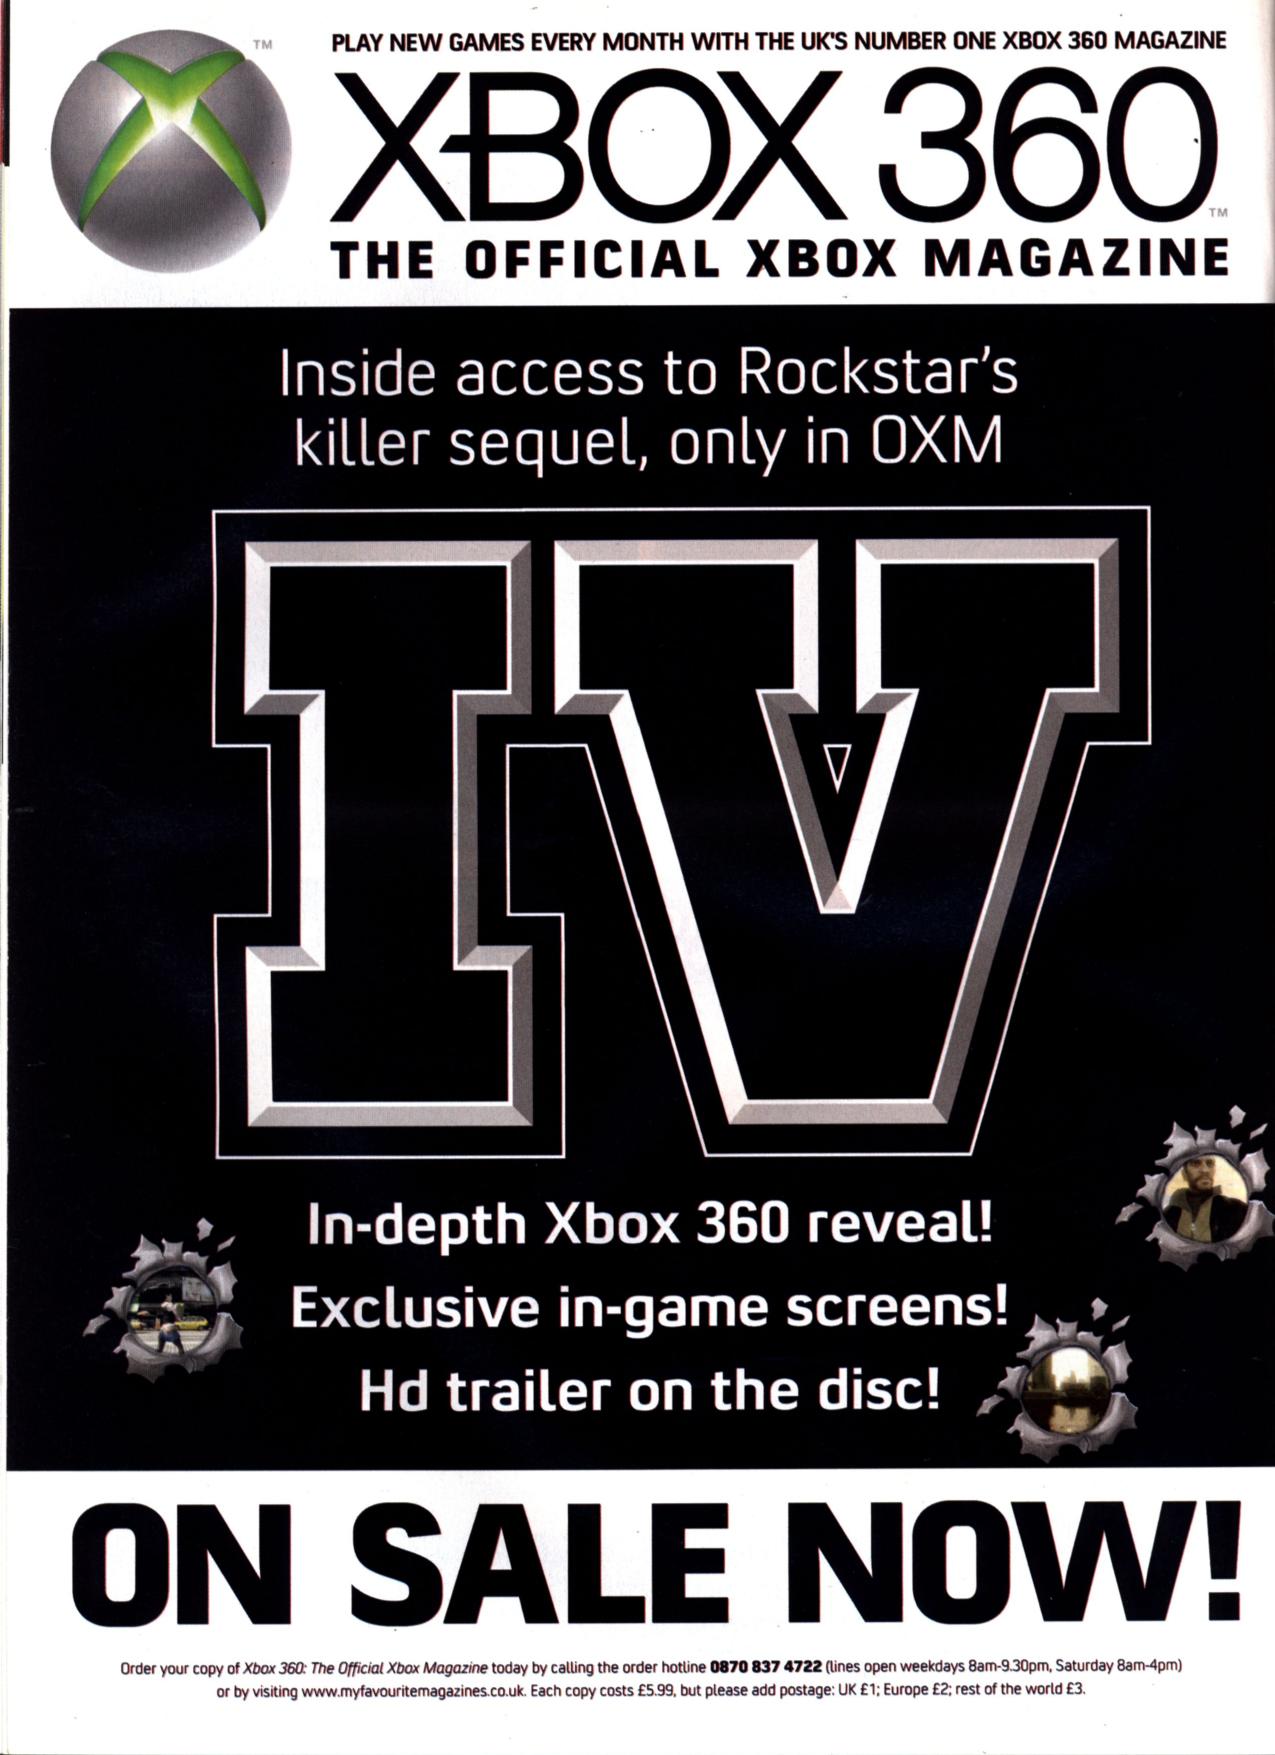 TM
PLAY NEW GAMES EVERY MONTH WITH THE UK'S NUMBER ONE XBOX 360 MAGAZINE
XBOX 360
TM
THE OFFICIAL XBOX MAGAZINE
Inside access to Rockstar's
killer sequel, only in OXM
IV
In-depth Xbox 360 reveal!
Exclusive in-game screens!
Hd trailer on the disc!
ON SALE NOW!
Order your copy of Xbox 360: The Official Xbox Magazine today by calling the order hotline 0870 837 4722 (lines open weekdays 8am-9.30pm, Saturday 8am-4pm)
or by visiting www.myfavouritemagazines.co.uk. Each copy costs £5.99, but please add postage: UK £1; Europe £2; rest of the world £3.